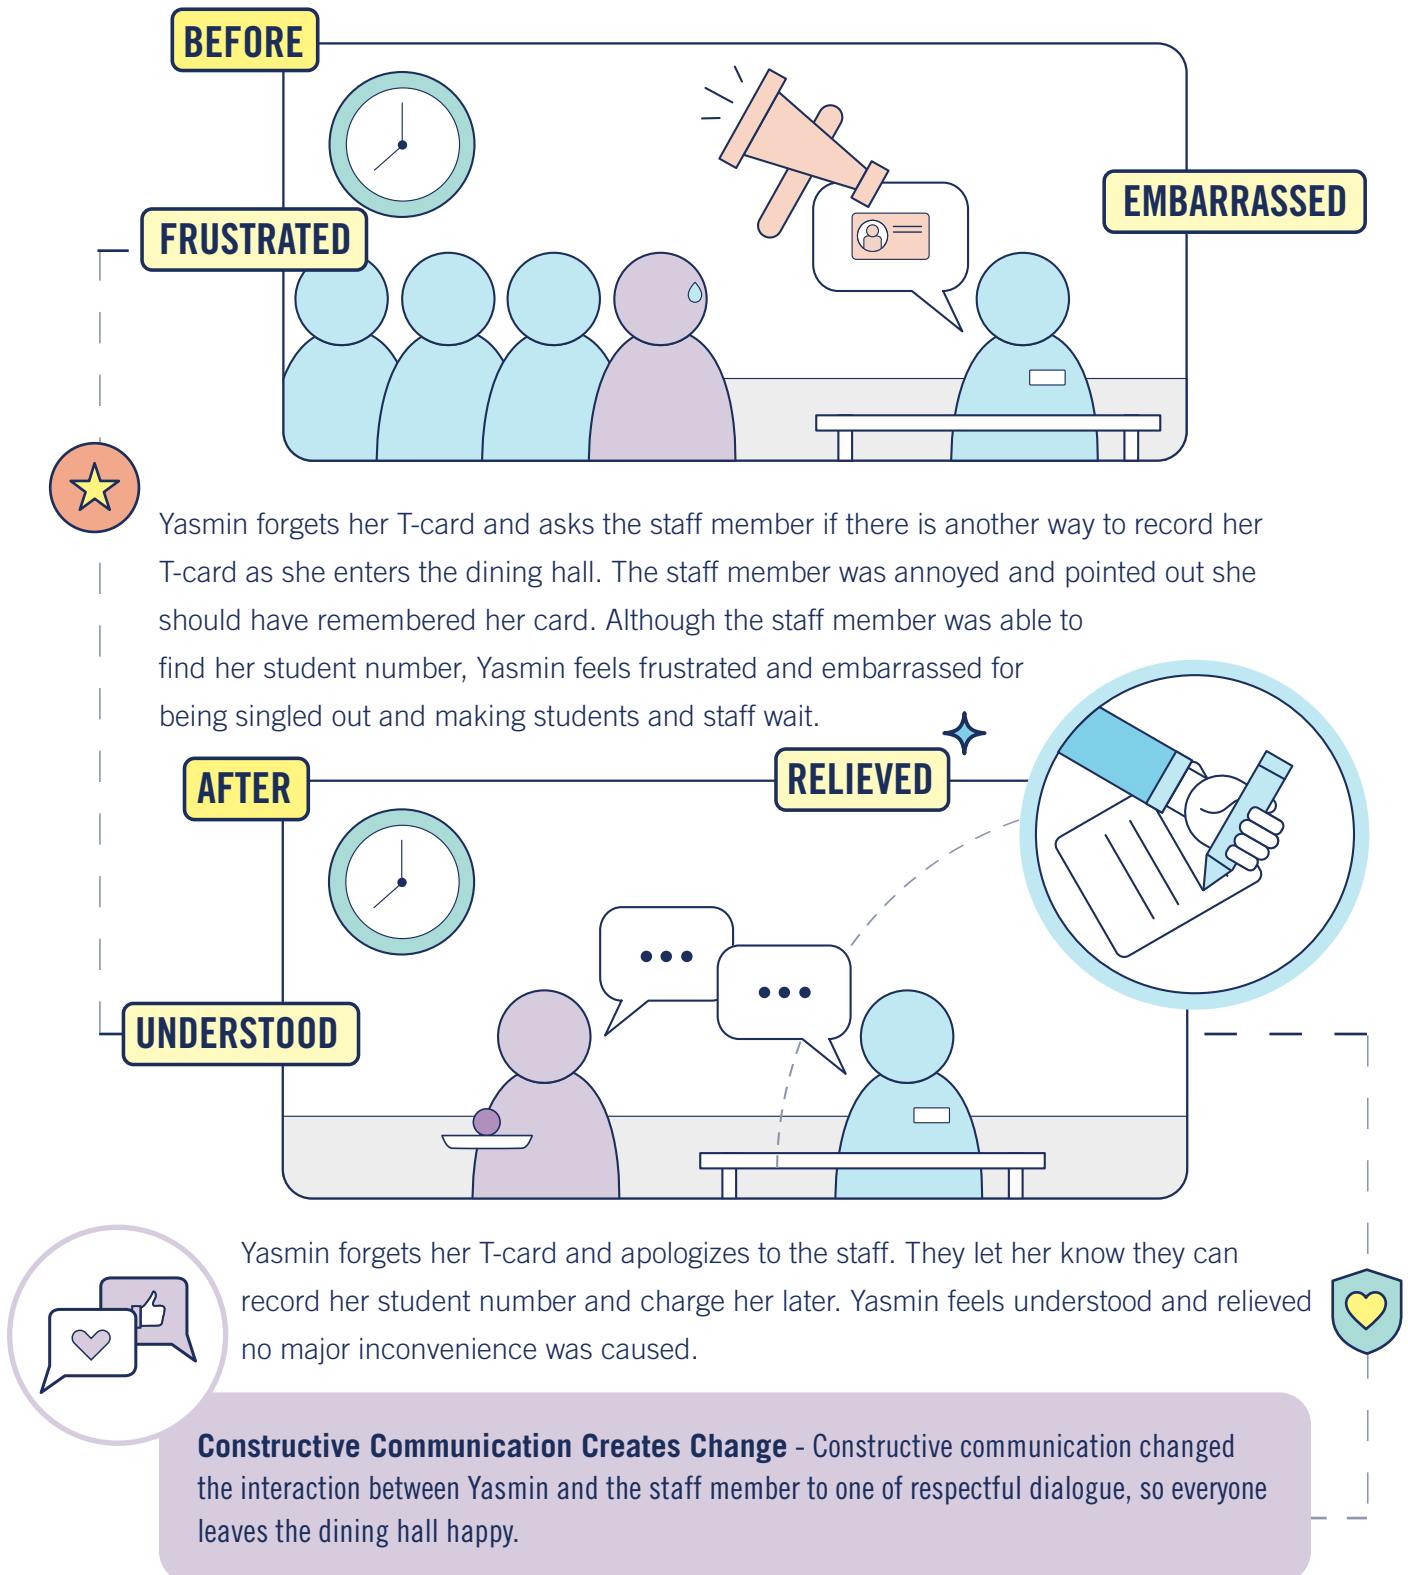 BEFORE
EMBARRASSED
FRUSTRATED
Yasmin forgets her T-card and asks the staff member if there is another way to record her
T-card as she enters the dining hall. The staff member was annoyed and pointed out she
should have remembered her card. Although the staff member was able to
find her student number, Yasmin feels frustrated and embarrassed for
being singled out and making students and staff wait.
AFTER
RELIEVED
UNDERSTOOD
Yasmin forgets her T-card and apologizes to the staff. They let her know they can
record her student number and charge her later. Yasmin feels understood and relieved
no major inconvenience was caused.
Constructive Communication Creates Change - Constructive communication changed
the interaction between Yasmin and the staff member to one of respectful dialogue, so everyone
leaves the dining hall happy.